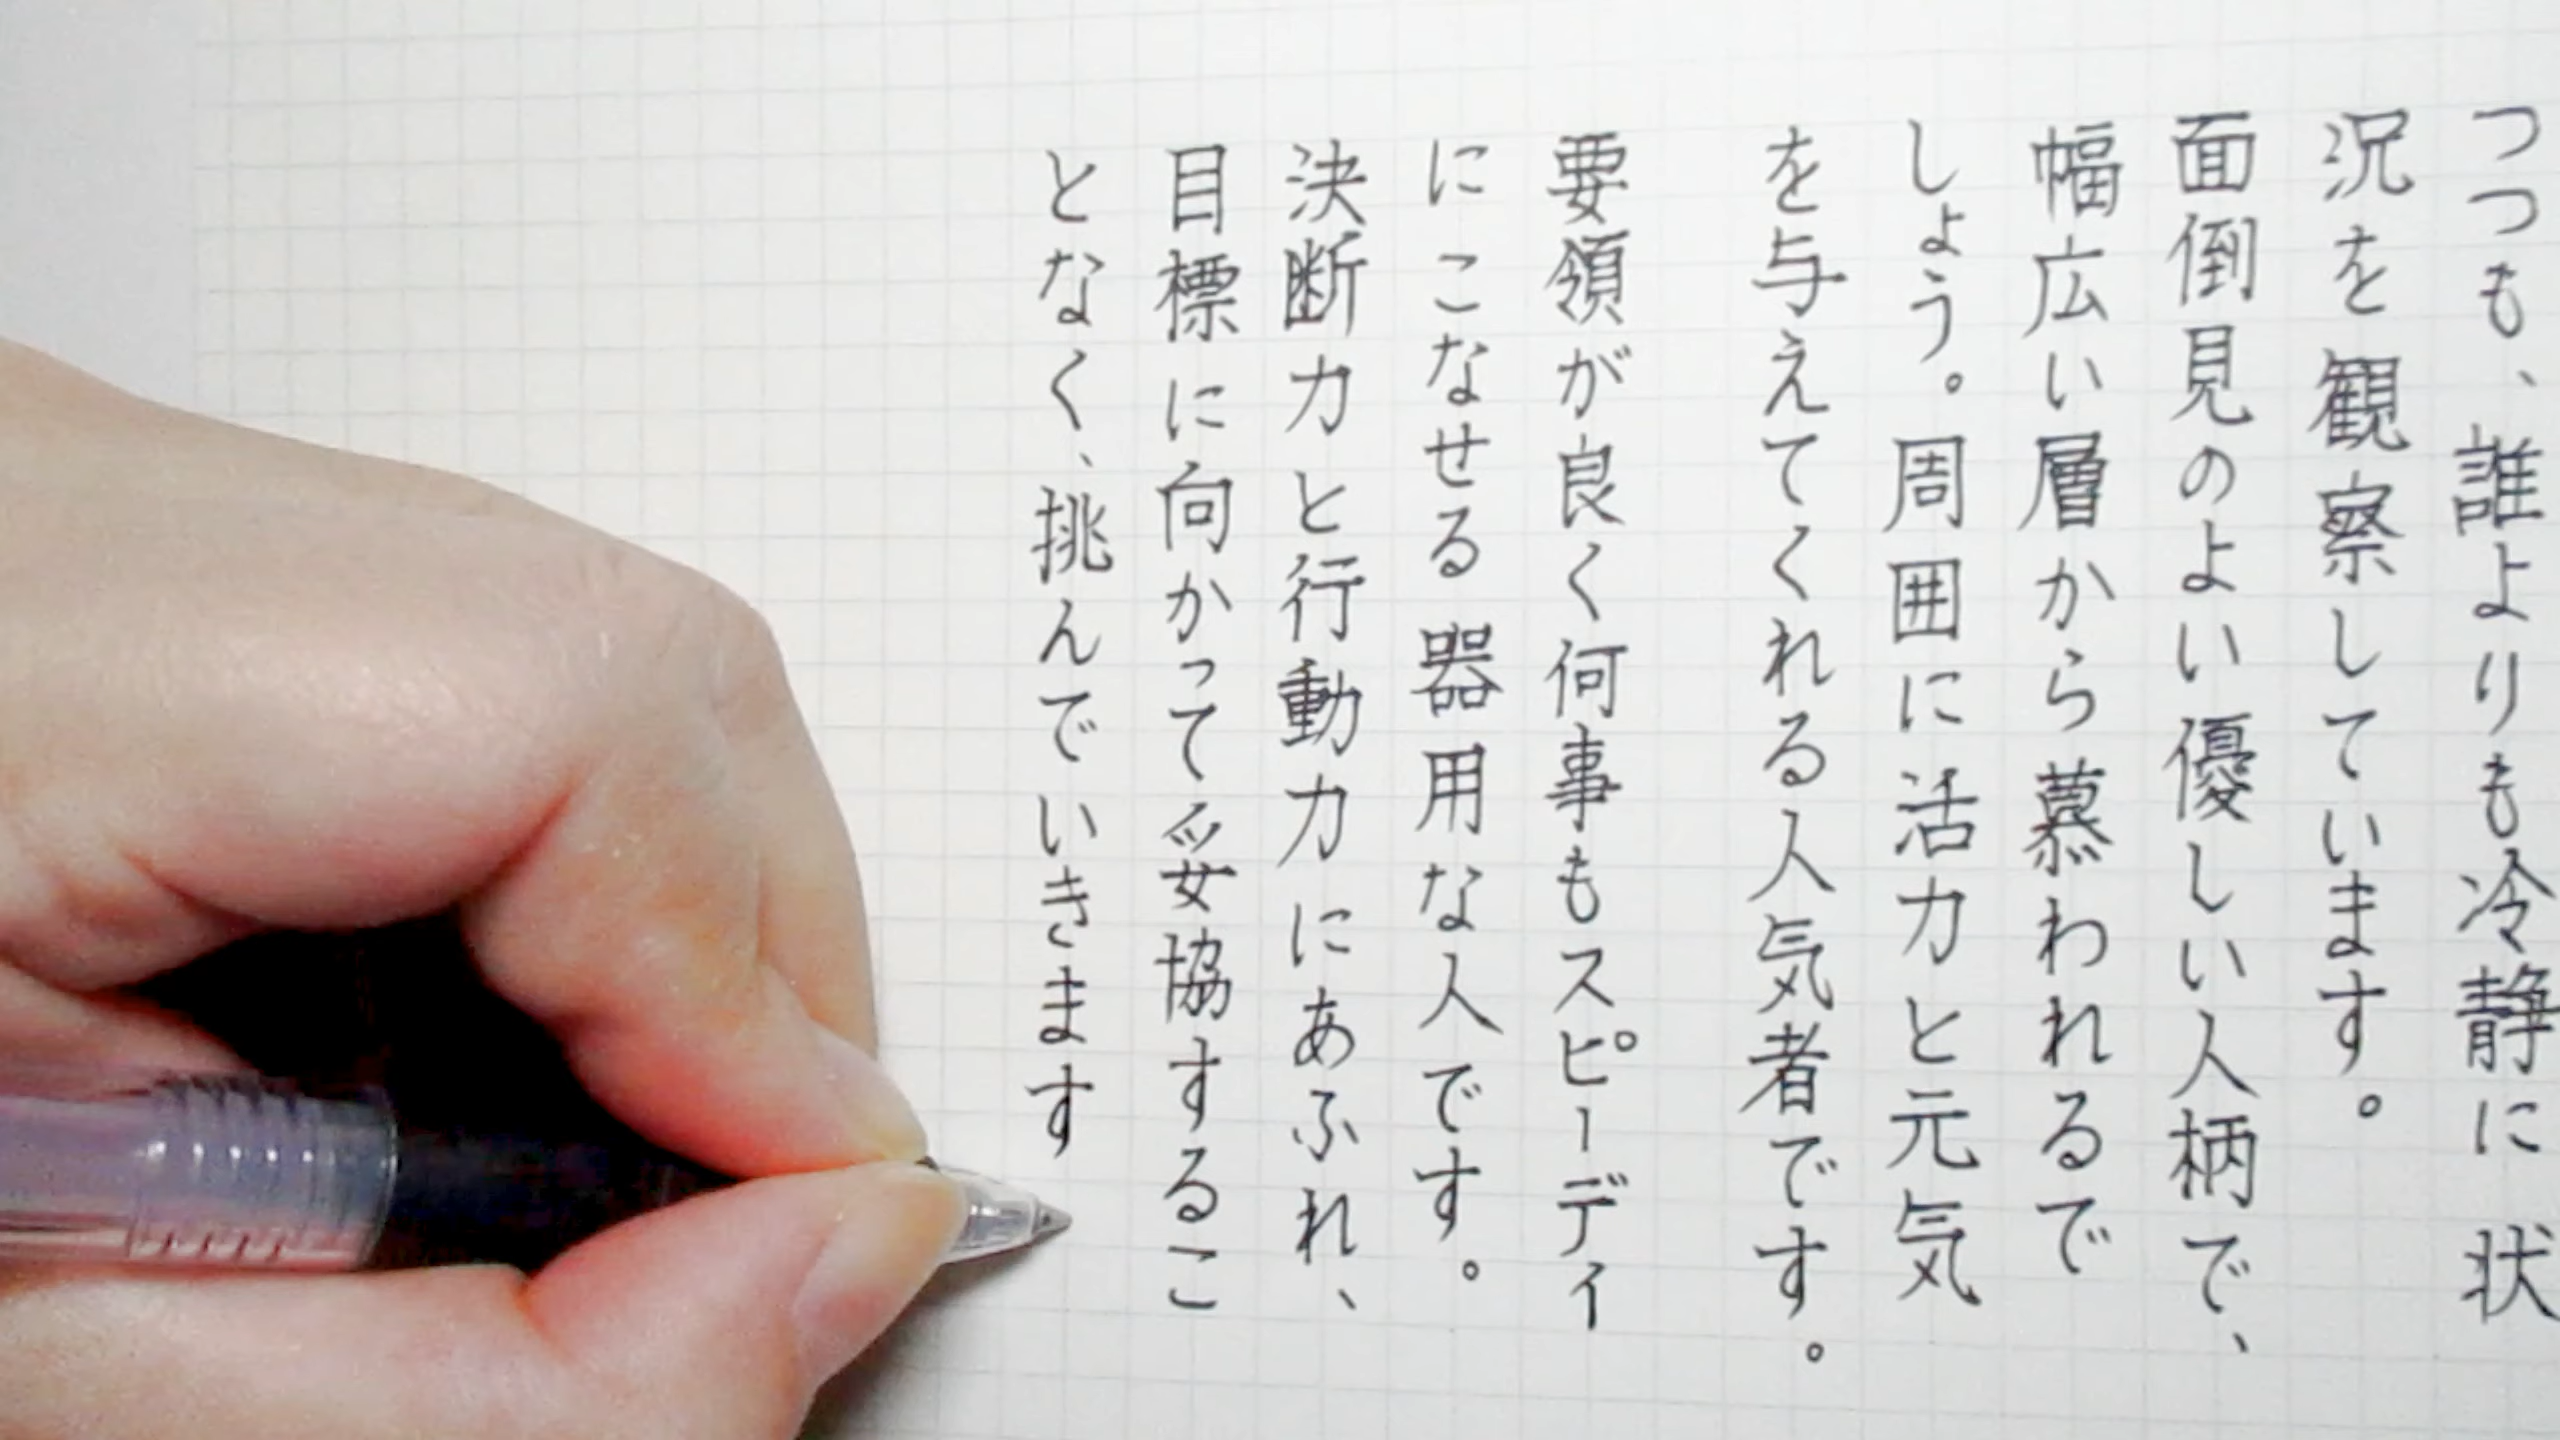 つつも、誰よりも冷静に状
況を観察しています。
面倒見のよい優しい人柄で、
幅広い層から慕われるで
しょう。周囲に活力と元気
を与えてくれる人気者です。
要領が良く何事もスピーディ
にこなせる器用な人です。
決断力と行動力にあふれ、
目標に向かって妥協するこ
となく、挑んでいきます